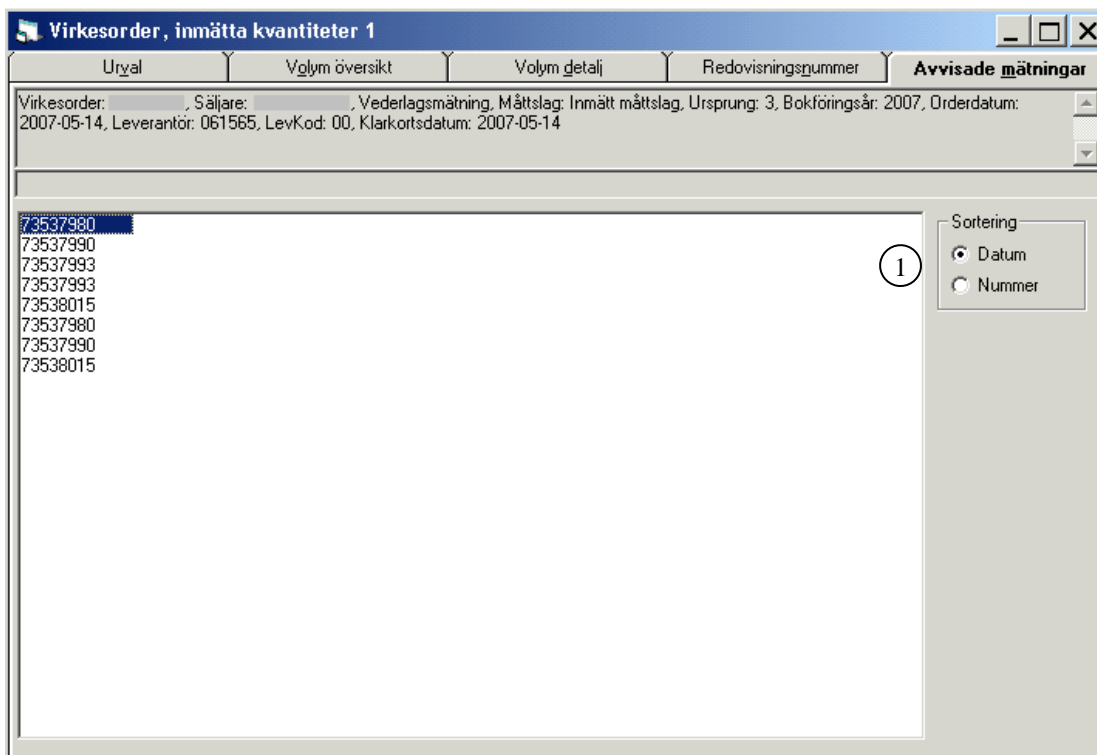 Virkesorder, inmätta kvantiteter 1
Urval Volym översikt Volym detalj Redovisningsnummer Avvisade mätningar
Virkesorder: , Säljare: , Vederlagsmätning, Måttslag: Inmätt måttslag, Ursprung: 3, Bokföringsår: 2007, Orderdatum:
2007-05-14, Leverantör: 061565, LevKod: 00, Klarkortsdatum: 2007-05-14
73537980
73537990
73537993
73537993
73538015
73537980
73537990
73538015
Sortering
1 Datum
Nummer